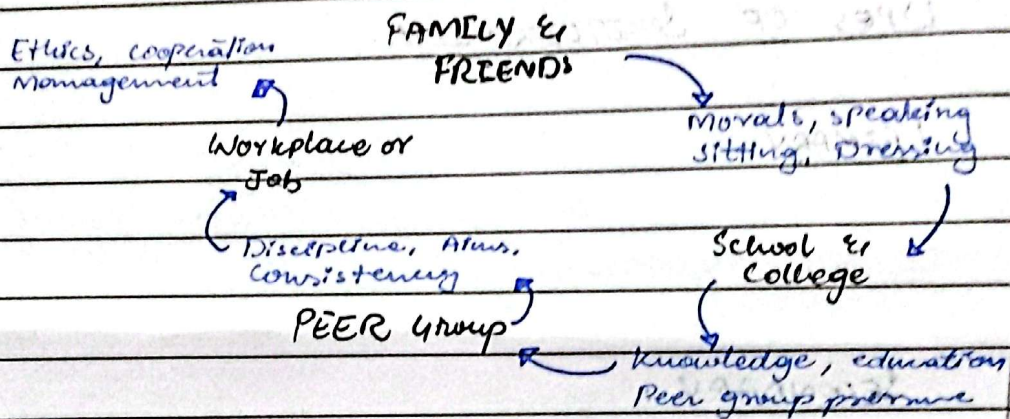 FAMILY &
FRIENDS
Morals, speaking
sitting, Dressing
School &
College
Knowledge, education
Peer group pressure
PEER Group
Discipline, Aims,
Consistency
Workplace or
Job
Ethics, cooperation
Momagement